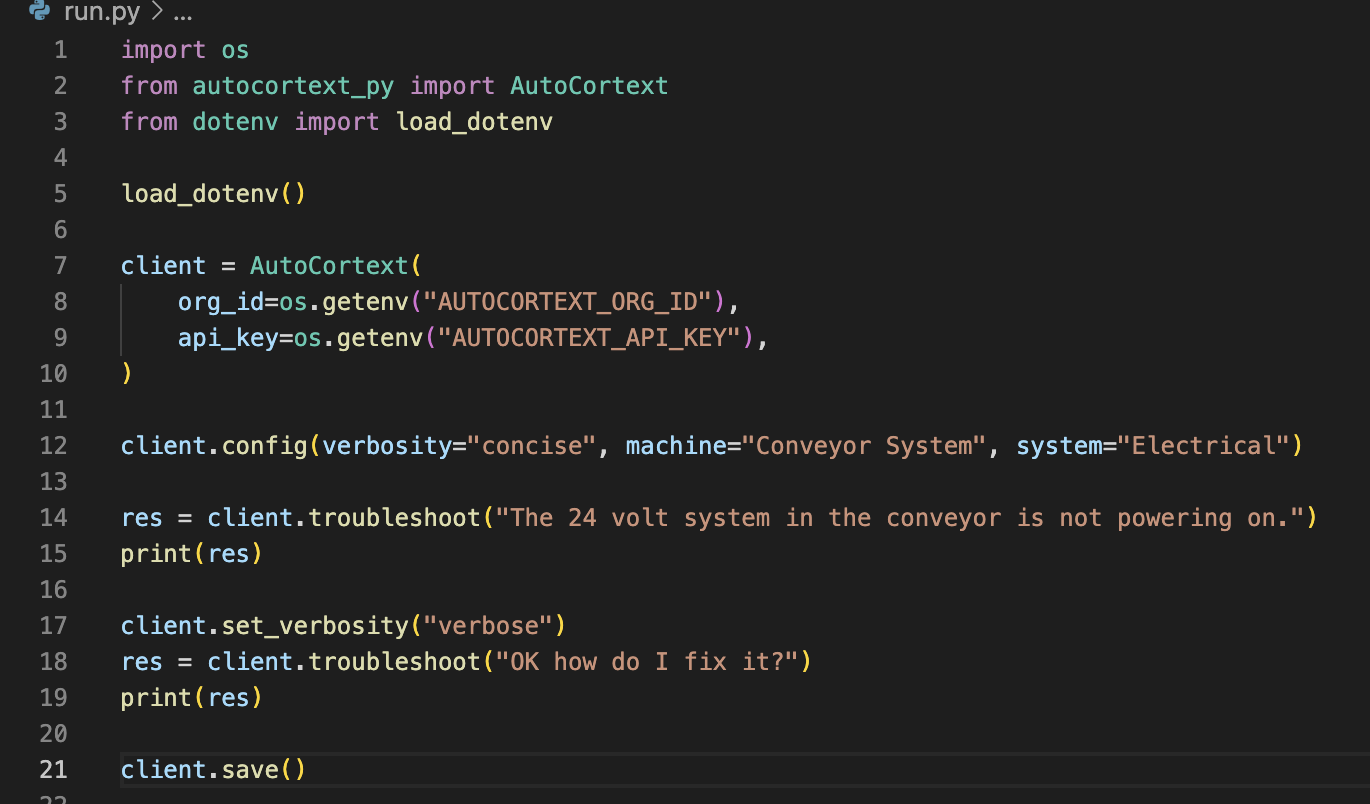 run.py > ...
1 import os
2 from autocortext_py import AutoCortext
3 from dotenv import load_dotenv
4
5 load_dotenv()
6
7 client = AutoCortext(
8     org_id=os.getenv("AUTOCORTEXT_ORG_ID"),
9     api_key=os.getenv("AUTOCORTEXT_API_KEY"),
10 )
11
12 client.config(verbosity="concise", machine="Conveyor System", system="Electrical")
13
14 res = client.troubleshoot("The 24 volt system in the conveyor is not powering on.")
15 print(res)
16
17 client.set_verbosity("verbose")
18 res = client.troubleshoot("OK how do I fix it?")
19 print(res)
20
21 client.save()
22